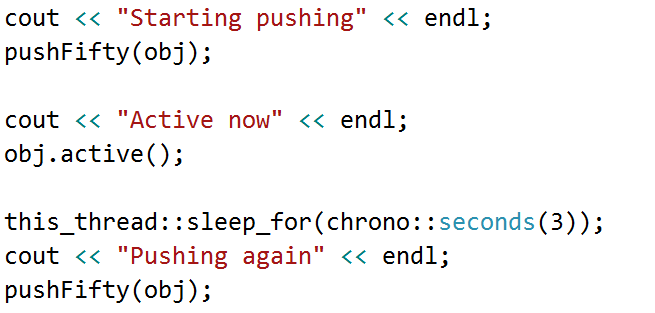 cout << "Starting pushing" << endl;
pushFifty(obj);
cout << "Active now" << endl;
obj.active();
this_thread::sleep_for(chrono::seconds(3));
cout << "Pushing again" << endl;
pushFifty(obj);